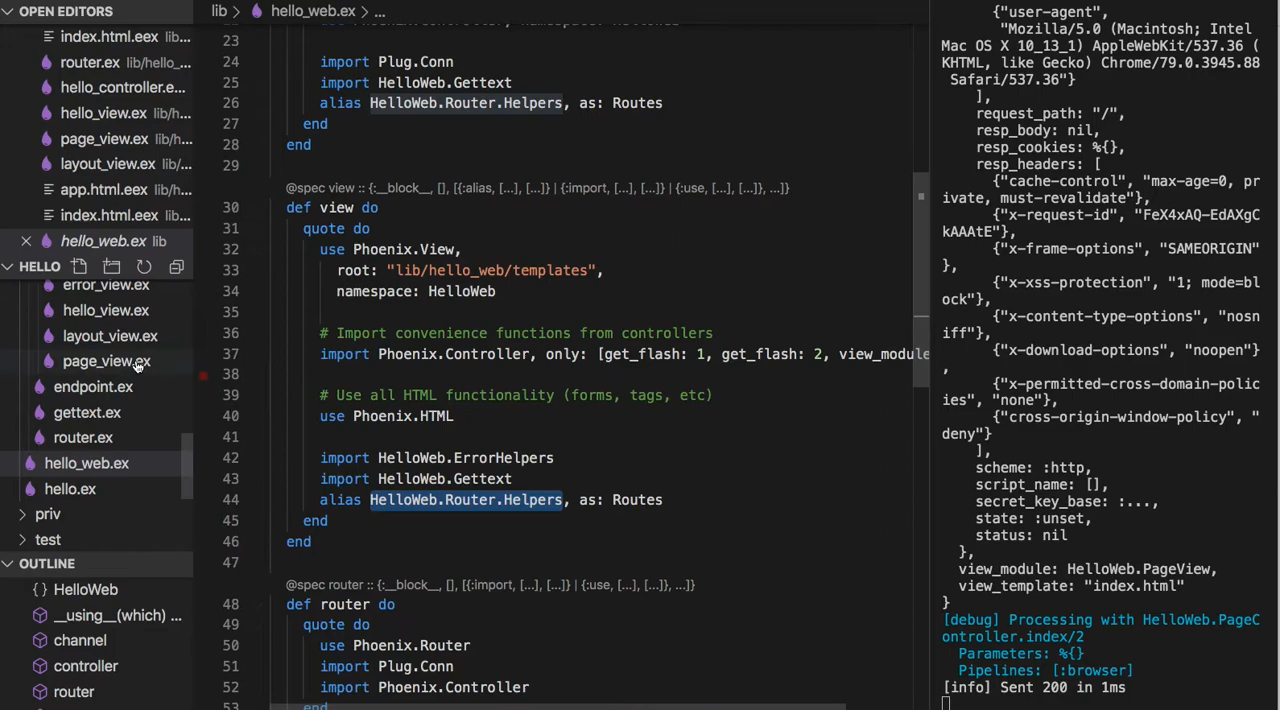 OPEN EDITORS
index.html.eex lib...
router.ex lib/hello_...
hello_controller.e...
hello_view.ex lib/h...
page_view.ex lib/h...
layout_view.ex lib/...
app.html.eex lib/h...
index.html.eex lib...
hello_web.ex lib
HELLO
error_view.ex
hello_view.ex
layout_view.ex
page_view.ex
endpoint.ex
gettext.ex
router.ex
hello_web.ex
hello.ex
priv
test
OUTLINE
{} HelloWeb
__using__(which) ...
channel
controller
router
lib > hello_web.ex > ...
23
24 import Plug.Conn
25 import HelloWeb.Gettext
26 alias HelloWeb.Router.Helpers, as: Routes
27 end
28 end
29
@spec view :: {:__block__, [], [{:alias, [...], [...]} | {:import, [...], [...]} | {:use, [...], [...]}, ...]}
30 def view do
31 quote do
32 use Phoenix.View,
33 root: "lib/hello_web/templates",
34 namespace: HelloWeb
35
36 # Import convenience functions from controllers
37 import Phoenix.Controller, only: [get_flash: 1, get_flash: 2, view_module
38
39 # Use all HTML functionality (forms, tags, etc)
40 use Phoenix.HTML
41
42 import HelloWeb.ErrorHelpers
43 import HelloWeb.Gettext
44 alias HelloWeb.Router.Helpers, as: Routes
45 end
46 end
47
@spec router :: {:__block__, [], [{:import, [...], [...]} | {:use, [...], [...]}, ...]}
48 def router do
49 quote do
50 use Phoenix.Router
51 import Plug.Conn
52 import Phoenix.Controller
53 end
{"user-agent",
"Mozilla/5.0 (Macintosh; Intel
Mac OS X 10_13_1) AppleWebKit/537.36 (
KHTML, like Gecko) Chrome/79.0.3945.88
Safari/537.36"}
],
request_path: "/",
resp_body: nil,
resp_cookies: %{},
resp_headers: [
{"cache-control", "max-age=0, pr
ivate, must-revalidate"},
{"x-request-id", "FeX4xAQ-EdAXgC
kAAAtE"},
{"x-frame-options", "SAMEORIGIN"
},
{"x-xss-protection", "1; mode=bl
ock"},
{"x-content-type-options", "nosn
iff"},
{"x-download-options", "noopen"}
,
{"x-permitted-cross-domain-polic
ies", "none"},
{"cross-origin-window-policy", "
deny"}
],
scheme: :http,
script_name: [],
secret_key_base: :...,
state: :unset,
status: nil
},
view_module: HelloWeb.PageView,
view_template: "index.html"
}
[debug] Processing with HelloWeb.PageC
ontroller.index/2
Parameters: %{}
Pipelines: [:browser]
[info] Sent 200 in 1ms